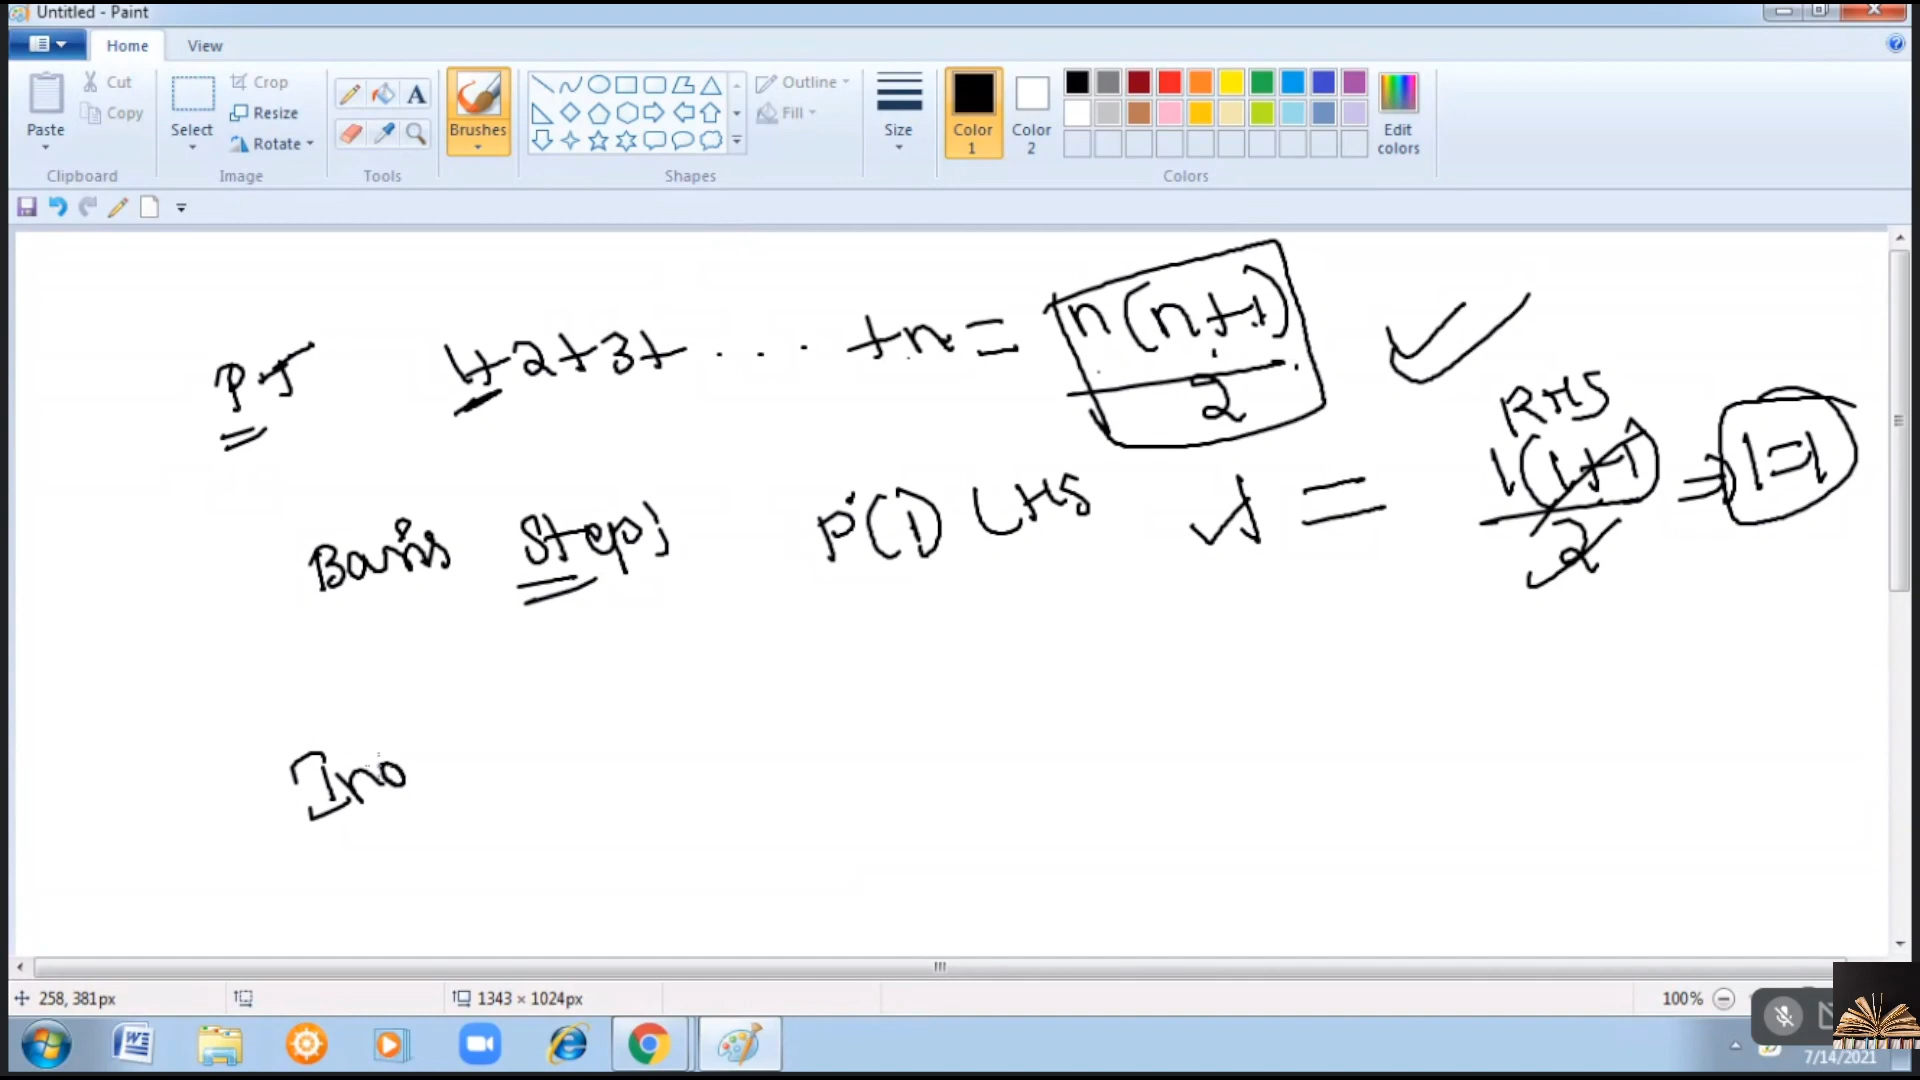 Untitled - Paint
Home View
Paste
Cut
Copy
Clipboard
Select
Crop
Resize
Rotate
Image
A
Tools
Brushes
Outline
Fill
Shapes
Size
Color 1
Color 2
Edit colors
Colors
P.T 1+2+3+ . . . +n = n(n+1)
2
RHS
Basis Step: P(1) LHS 1 = 1(1+1) ⇒ 1=1
2
Ino
258, 381px
1343 × 1024px
100%
7/14/2021